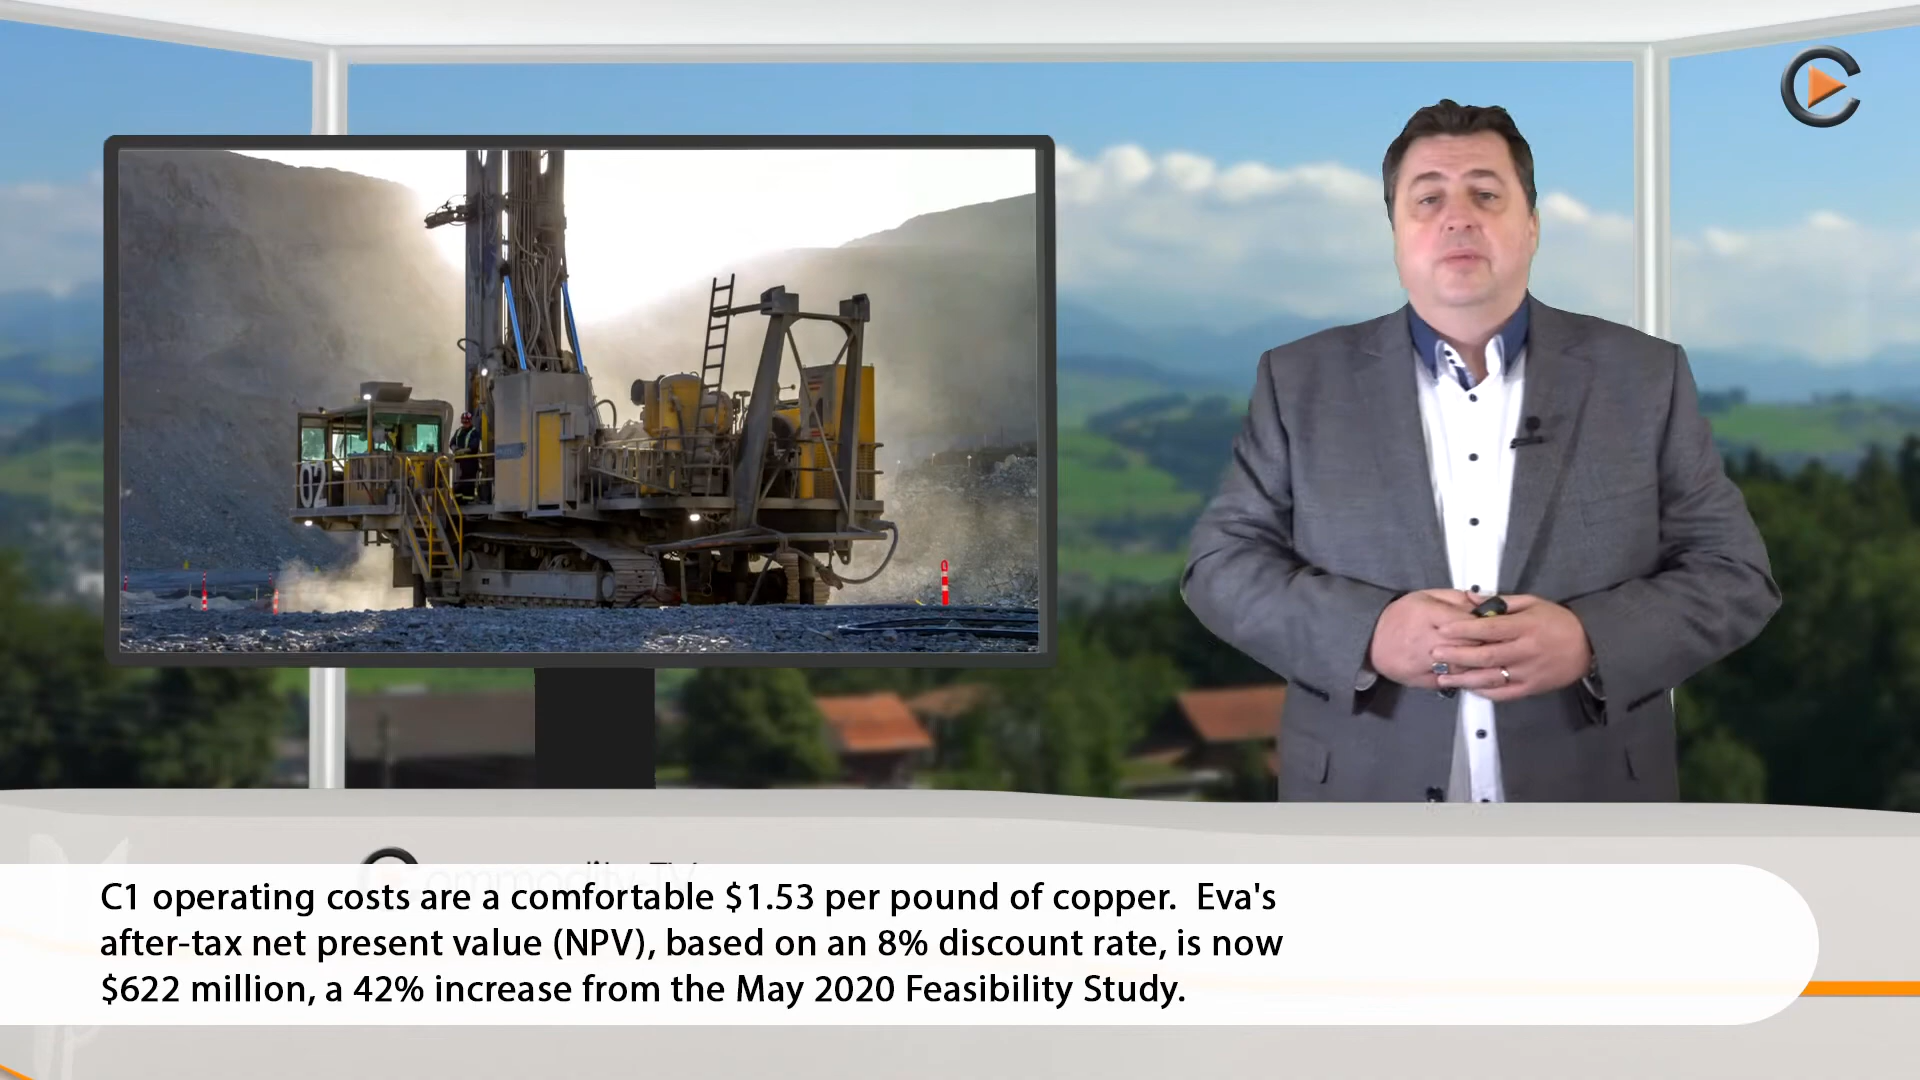 02
C1 operating costs are a comfortable $1.53 per pound of copper.  Eva's
after-tax net present value (NPV), based on an 8% discount rate, is now
$622 million, a 42% increase from the May 2020 Feasibility Study.